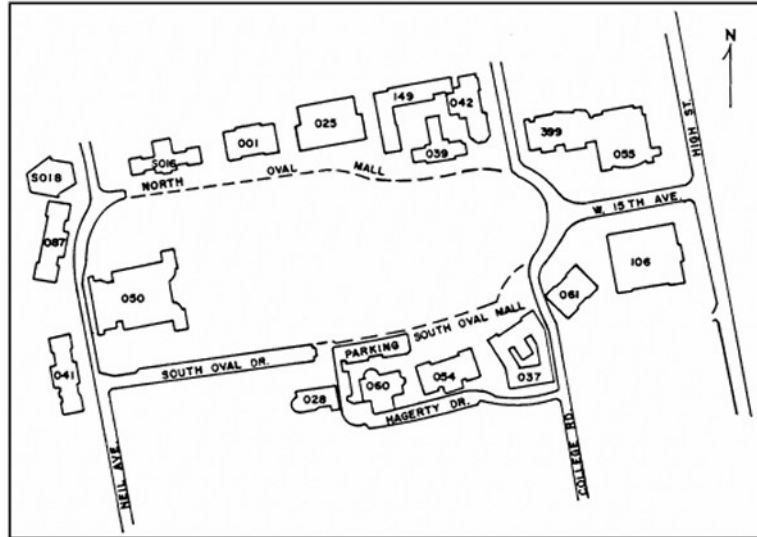 N
149
042
025
001
S016
039
399
055
HIGH ST.
S018
NORTH OVAL MALL
087
W. 15TH AVE.
106
050
061
SOUTH OVAL MALL
PARKING
041
SOUTH OVAL DR.
060
054
037
028
HAGERTY DR.
NEIL AVE.
COLLEGE RD.